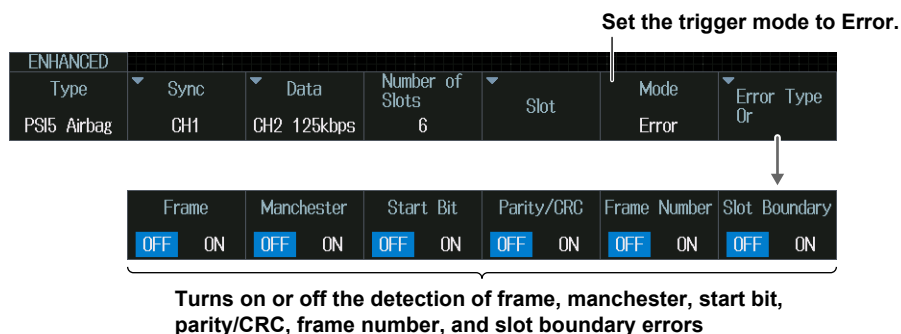 Set the trigger mode to Error.
ENHANCED
Type
PSI5 Airbag
Sync
CH1
Data
CH2 125kbps
Number of
Slots
6
Slot
Mode
Error
Error Type
Or
Frame
OFF ON
Manchester
OFF ON
Start Bit
OFF ON
Parity/CRC
OFF ON
Frame Number
OFF ON
Slot Boundary
OFF ON
Turns on or off the detection of frame, manchester, start bit,
parity/CRC, frame number, and slot boundary errors